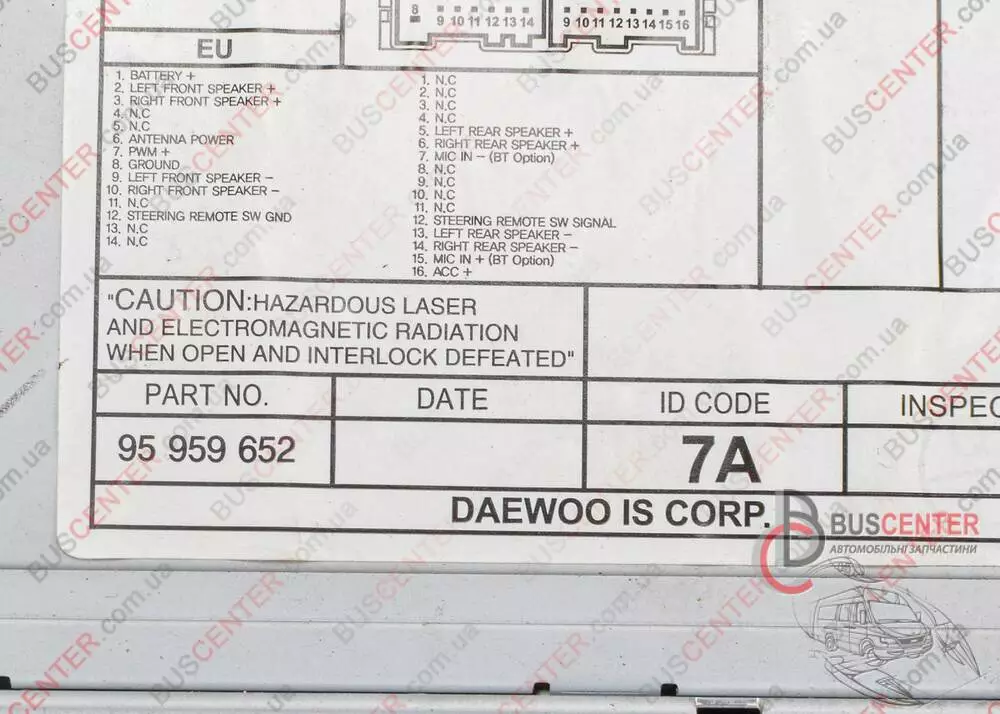 8 9 10 11 12 13 14
9 10 11 12 13 14 15 16
EU
1. BATTERY +
2. LEFT FRONT SPEAKER +
3. RIGHT FRONT SPEAKER +
4. N.C
5. N.C
6. ANTENNA POWER
7. PWM +
8. GROUND
9. LEFT FRONT SPEAKER –
10. RIGHT FRONT SPEAKER –
11. N.C
12. STEERING REMOTE SW GND
13. N.C
14. N.C
1. N.C
2. N.C
3. N.C
4. N.C
5. LEFT REAR SPEAKER +
6. RIGHT REAR SPEAKER +
7. MIC IN – (BT Option)
8. N.C
9. N.C
10. N.C
11. N.C
12. STEERING REMOTE SW SIGNAL
13. LEFT REAR SPEAKER –
14. RIGHT REAR SPEAKER –
15. MIC IN + (BT Option)
16. ACC +
"CAUTION:HAZARDOUS LASER
AND ELECTROMAGNETIC RADIATION
WHEN OPEN AND INTERLOCK DEFEATED"
PART NO. DATE ID CODE INSPEC
95 959 652 7A
DAEWOO IS CORP.
BUSCENTER
АВТОМОБІЛЬНІ ЗАПЧАСТИНИ
BUSCENTER.com.ua